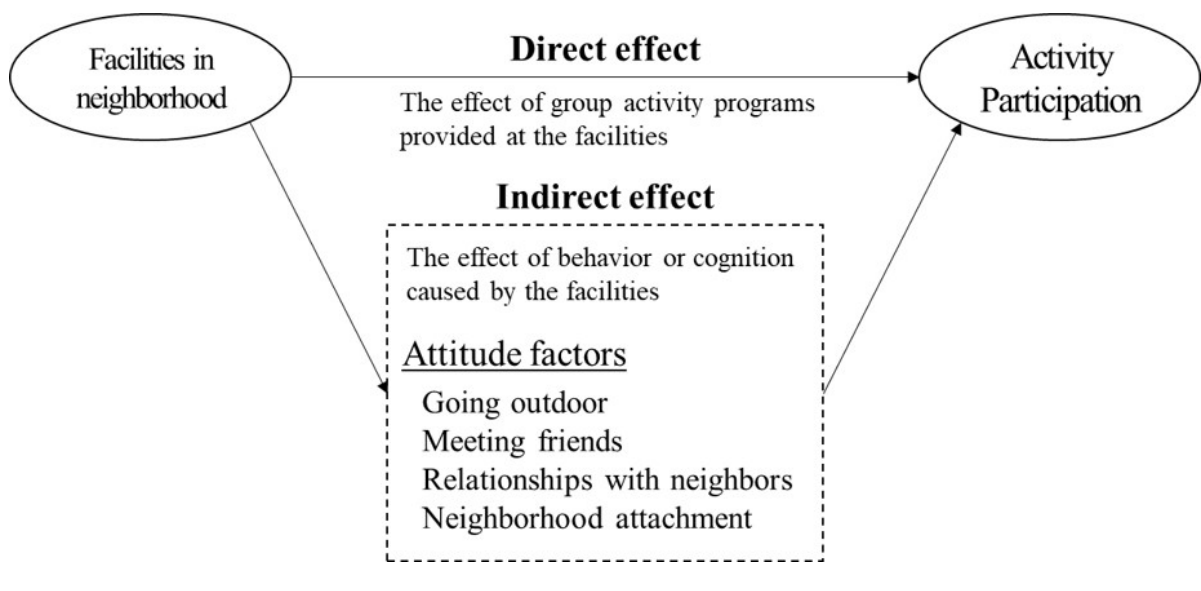 Facilities in
neighborhood
Direct effect
The effect of group activity programs
provided at the facilities
Activity
Participation
Indirect effect
The effect of behavior or cognition
caused by the facilities
Attitude factors
Going outdoor
Meeting friends
Relationships with neighbors
Neighborhood attachment